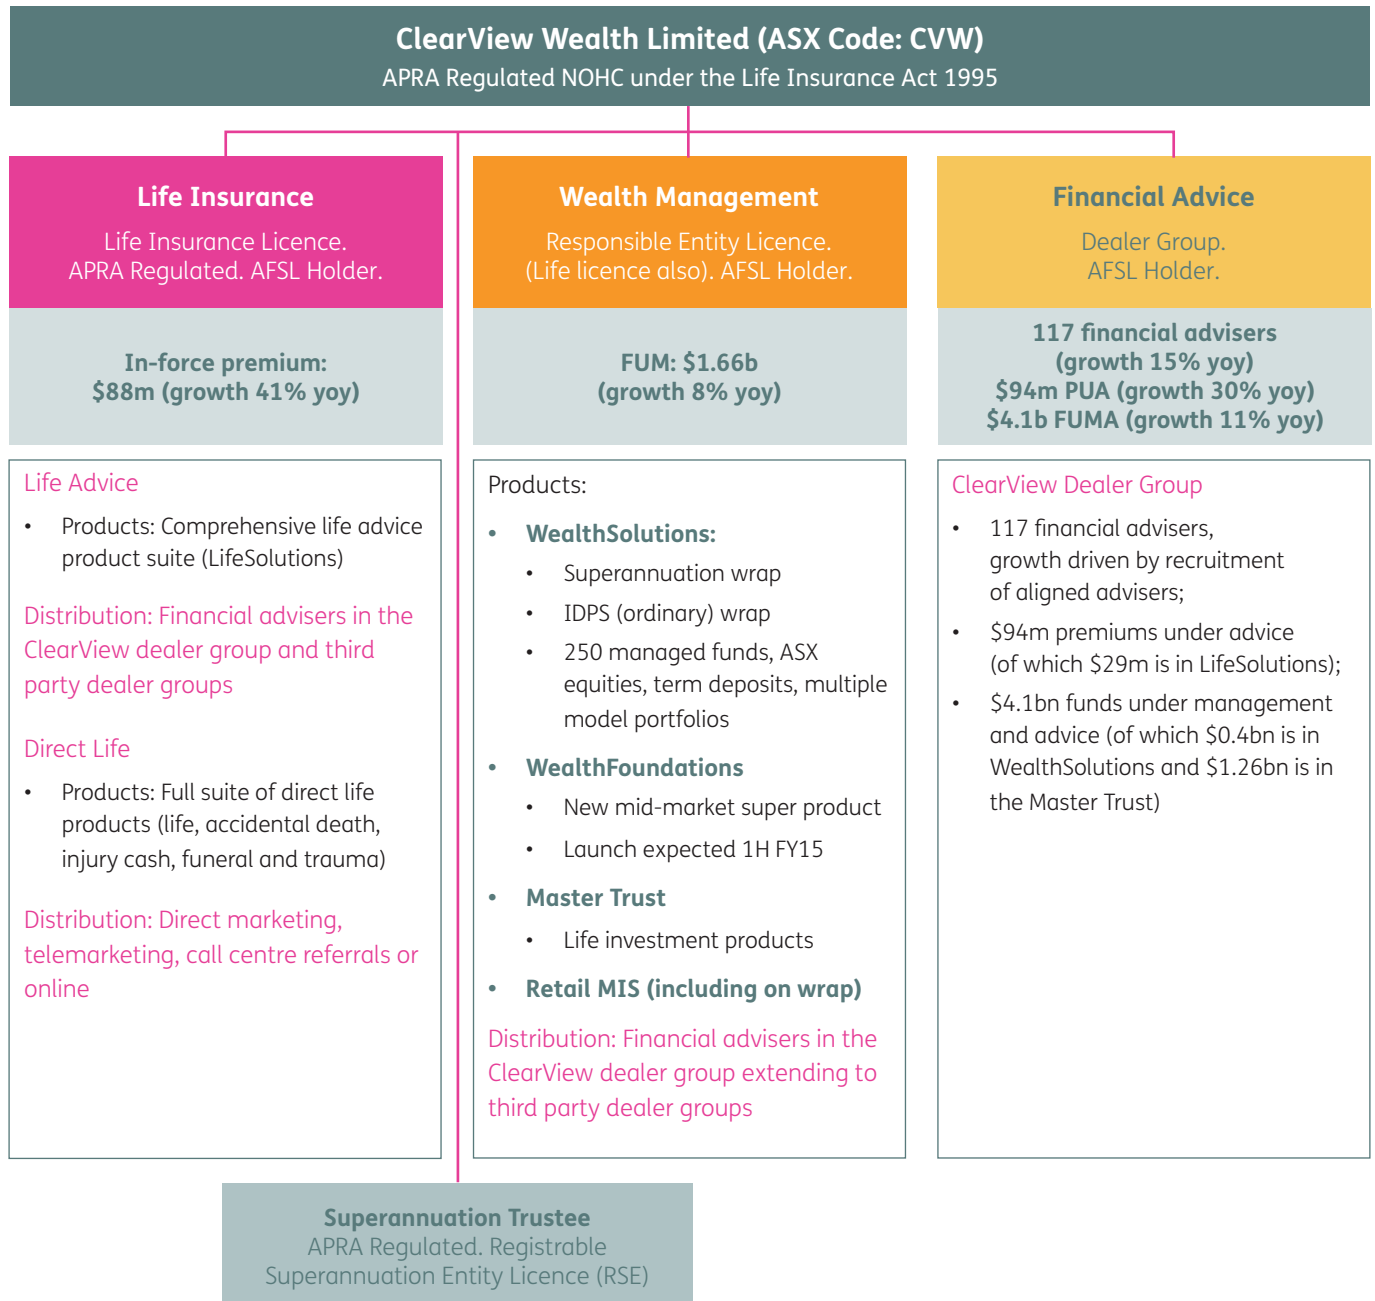 ClearView Wealth Limited (ASX Code: CVW)
APRA Regulated NOHC under the Life Insurance Act 1995
Life Insurance
Life Insurance Licence.
APRA Regulated. AFSL Holder.
In-force premium:
$88m (growth 41% yoy)
Life Advice
• Products: Comprehensive life advice
product suite (LifeSolutions)
Distribution: Financial advisers in the
ClearView dealer group and third
party dealer groups
Direct Life
• Products: Full suite of direct life
products (life, accidental death,
injury cash, funeral and trauma)
Distribution: Direct marketing,
telemarketing, call centre referrals or
online
Wealth Management
Responsible Entity Licence.
(Life licence also). AFSL Holder.
FUM: $1.66b
(growth 8% yoy)
Products:
• WealthSolutions:
• Superannuation wrap
• IDPS (ordinary) wrap
• 250 managed funds, ASX
equities, term deposits, multiple
model portfolios
• WealthFoundations
• New mid-market super product
• Launch expected 1H FY15
• Master Trust
• Life investment products
• Retail MIS (including on wrap)
Distribution: Financial advisers in the
ClearView dealer group extending to
third party dealer groups
Financial Advice
Dealer Group.
AFSL Holder.
117 financial advisers
(growth 15% yoy)
$94m PUA (growth 30% yoy)
$4.1b FUMA (growth 11% yoy)
ClearView Dealer Group
• 117 financial advisers,
growth driven by recruitment
of aligned advisers;
• $94m premiums under advice
(of which $29m is in LifeSolutions);
• $4.1bn funds under management
and advice (of which $0.4bn is in
WealthSolutions and $1.26bn is in
the Master Trust)
Superannuation Trustee
APRA Regulated. Registrable
Superannuation Entity Licence (RSE)